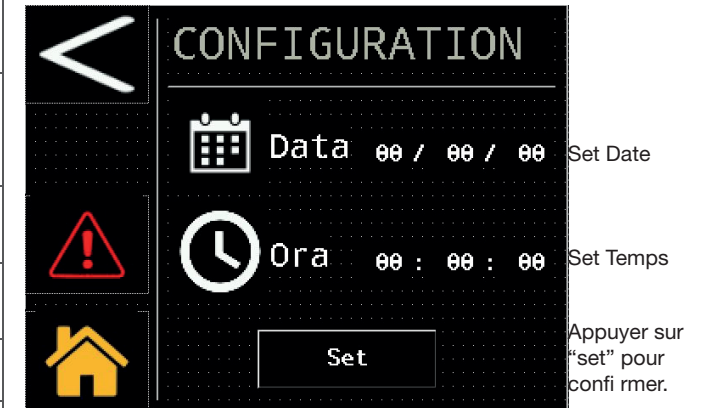 CONFIGURATION
Data 00 / 00 / 00 Set Date
Ora 00 : 00 : 00 Set Temps
Set
Appuyer sur
“set” pour
confi rmer.